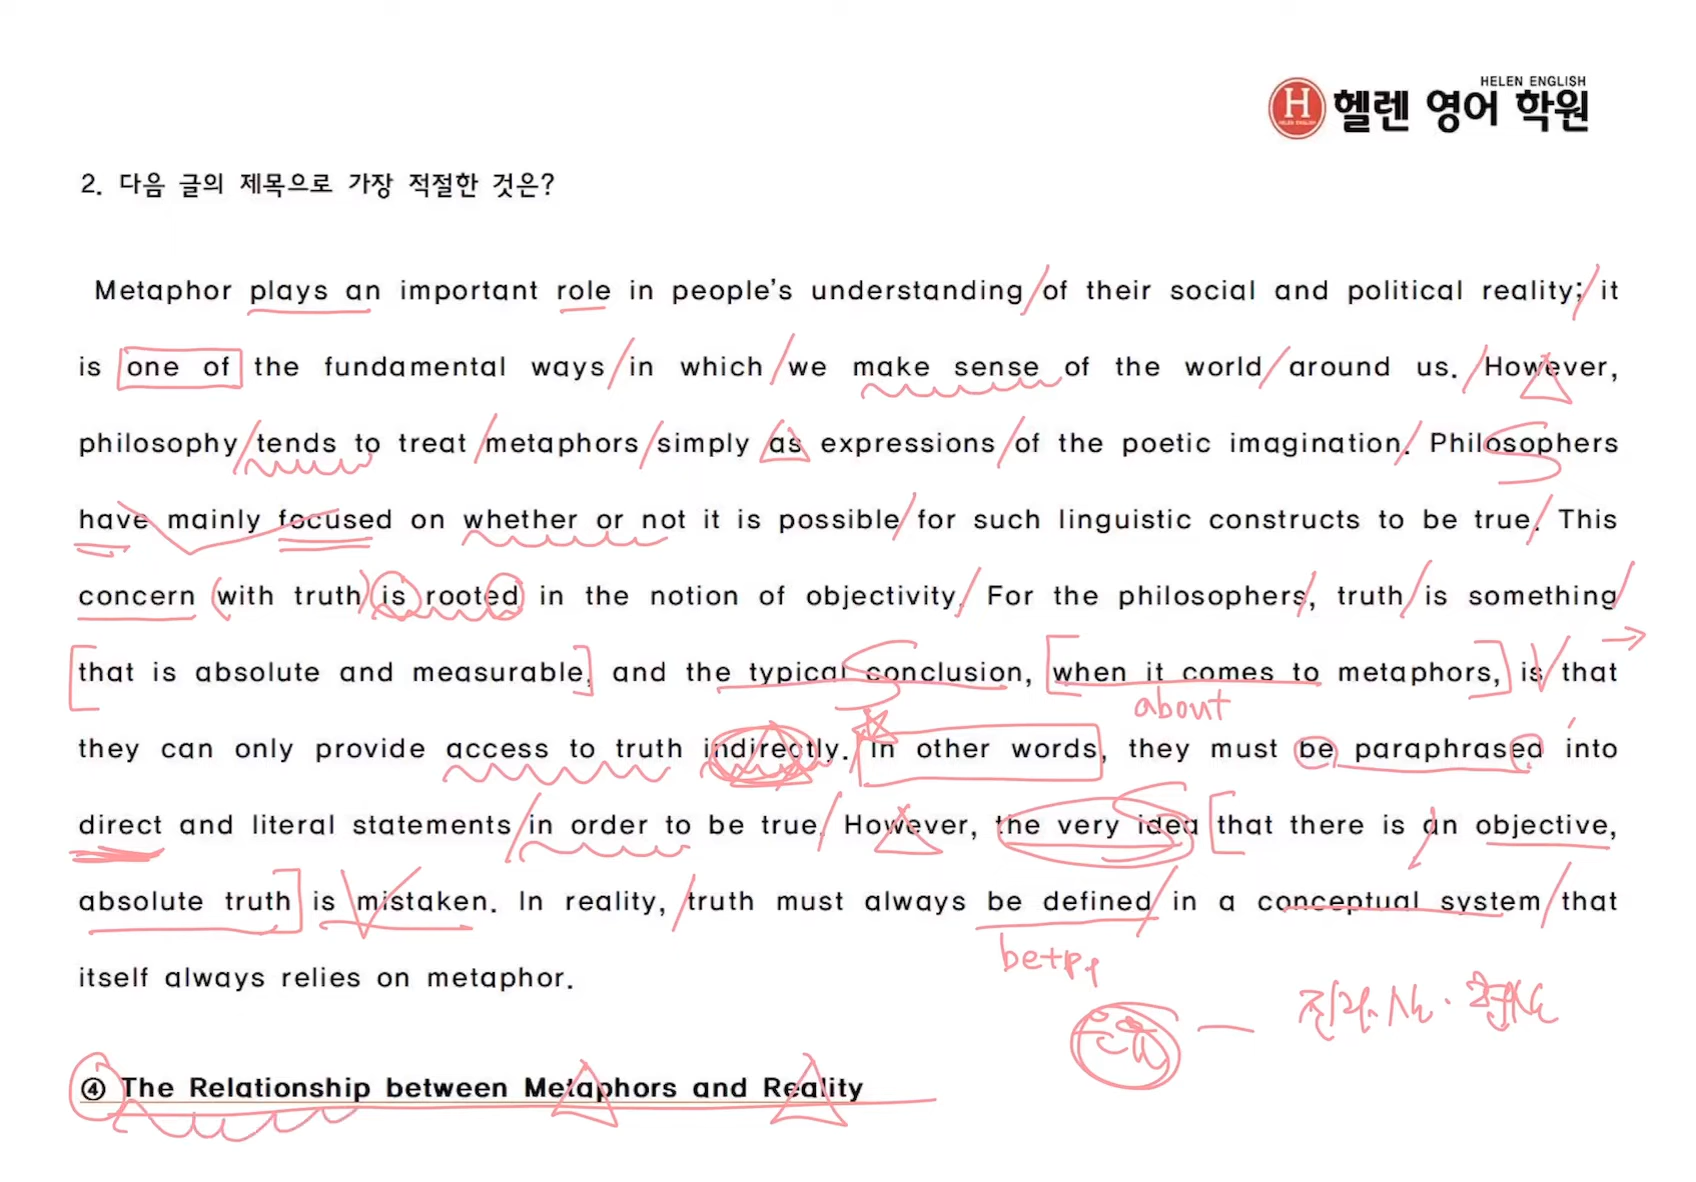 HELEN ENGLISH
H 헬렌 영어 학원
HELEN ENGLISH
2. 다음 글의 제목으로 가장 적절한 것은?
Metaphor plays an important role in people's understanding of their social and political reality; it
is one of the fundamental ways in which we make sense of the world around us. However,
philosophy tends to treat metaphors simply as expressions of the poetic imagination. Philosophers
have mainly focused on whether or not it is possible for such linguistic constructs to be true. This
concern (with truth) is rooted in the notion of objectivity. For the philosophers, truth is something
that is absolute and measurable, and the typical conclusion, when it comes to metaphors, is that
about
they can only provide access to truth indirectly. In other words, they must be paraphrased into
direct and literal statements in order to be true. However, the very idea that there is an objective,
absolute truth is mistaken. In reality, truth must always be defined in a conceptual system that
be+p.p
itself always relies on metaphor.
④ The Relationship between Metaphors and Reality